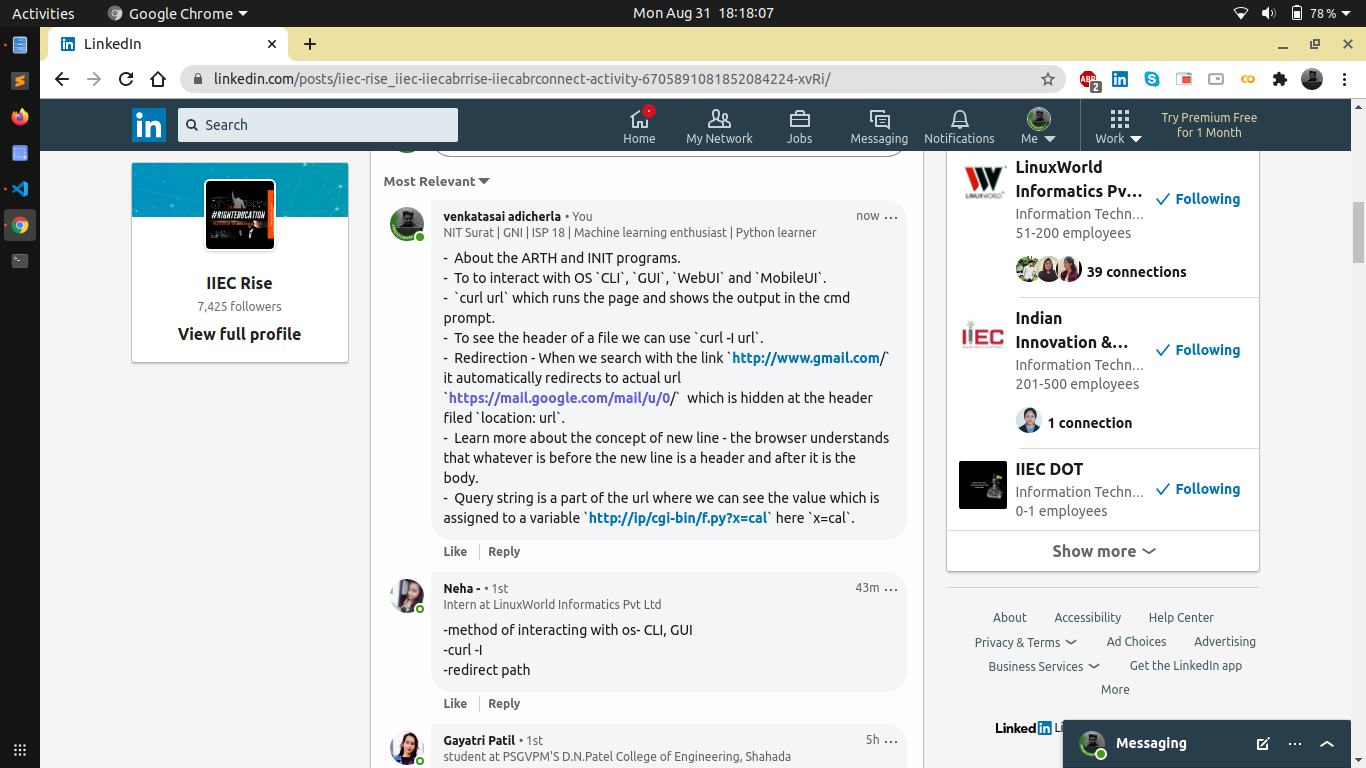 Activities
Google Chrome
Mon Aug 31 18:18:07
78 %
LinkedIn
linkedin.com/posts/iiec-rise_iiec-iiecabrrise-iiecabrconnect-activity-6705891081852084224-xvRi/
ABP
2
in
Search
Home
My Network
Jobs
Messaging
Notifications
Me
Work
Try Premium Free
for 1 Month
#RIGHTEDUCATION
IIEC Rise
7,425 followers
View full profile
Most Relevant
venkatasai adicherla • You
now ...
NIT Surat | GNI | ISP 18 | Machine learning enthusiast | Python learner
- About the ARTH and INIT programs.
- To to interact with OS `CLI`, `GUI`, `WebUI` and `MobileUI`.
- `curl url` which runs the page and shows the output in the cmd
prompt.
- To see the header of a file we can use `curl -I url`.
- Redirection - When we search with the link `http://www.gmail.com/`
it automatically redirects to actual url
`https://mail.google.com/mail/u/0/` which is hidden at the header
filed `location: url`.
- Learn more about the concept of new line - the browser understands
that whatever is before the new line is a header and after it is the
body.
- Query string is a part of the url where we can see the value which is
assigned to a variable `http://ip/cgi-bin/f.py?x=cal` here `x=cal`.
Like
Reply
Neha - • 1st
43m ...
Intern at LinuxWorld Informatics Pvt Ltd
-method of interacting with os- CLI, GUI
-curl -I
-redirect path
Like
Reply
Gayatri Patil • 1st
5h ...
student at PSGVPM'S D.N.Patel College of Engineering, Shahada
LINUXWORLD
LinuxWorld
Informatics Pv...
Following
Information Techn...
51-200 employees
39 connections
IIEC
Indian
Innovation &...
Following
Information Techn...
201-500 employees
1 connection
IIEC DOT
Following
Information Techn...
0-1 employees
Show more
About
Accessibility
Help Center
Privacy & Terms
Ad Choices
Advertising
Business Services
Get the LinkedIn app
More
Linkedin Li
Messaging